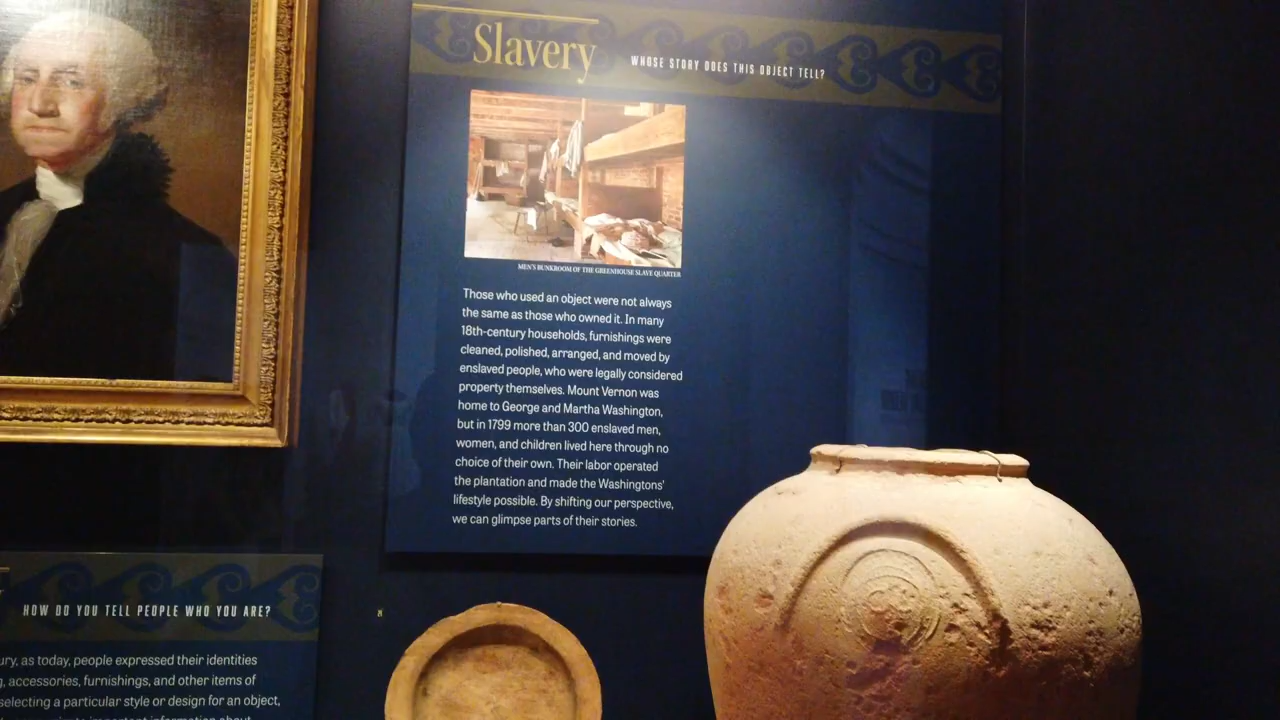 Slavery
WHOSE STORY DOES THIS OBJECT TELL?
MEN'S BUNKROOM OF THE GREENHOUSE SLAVE QUARTER
Those who used an object were not always
the same as those who owned it. In many
18th-century households, furnishings were
cleaned, polished, arranged, and moved by
enslaved people, who were legally considered
property themselves. Mount Vernon was
home to George and Martha Washington,
but in 1799 more than 300 enslaved men,
women, and children lived here through no
choice of their own. Their labor operated
the plantation and made the Washingtons'
lifestyle possible. By shifting our perspective,
we can glimpse parts of their stories.
HOW DO YOU TELL PEOPLE WHO YOU ARE?
as today, people expressed their identities
accessories, furnishings, and other items of
selecting a particular style or design for an object,
important information about